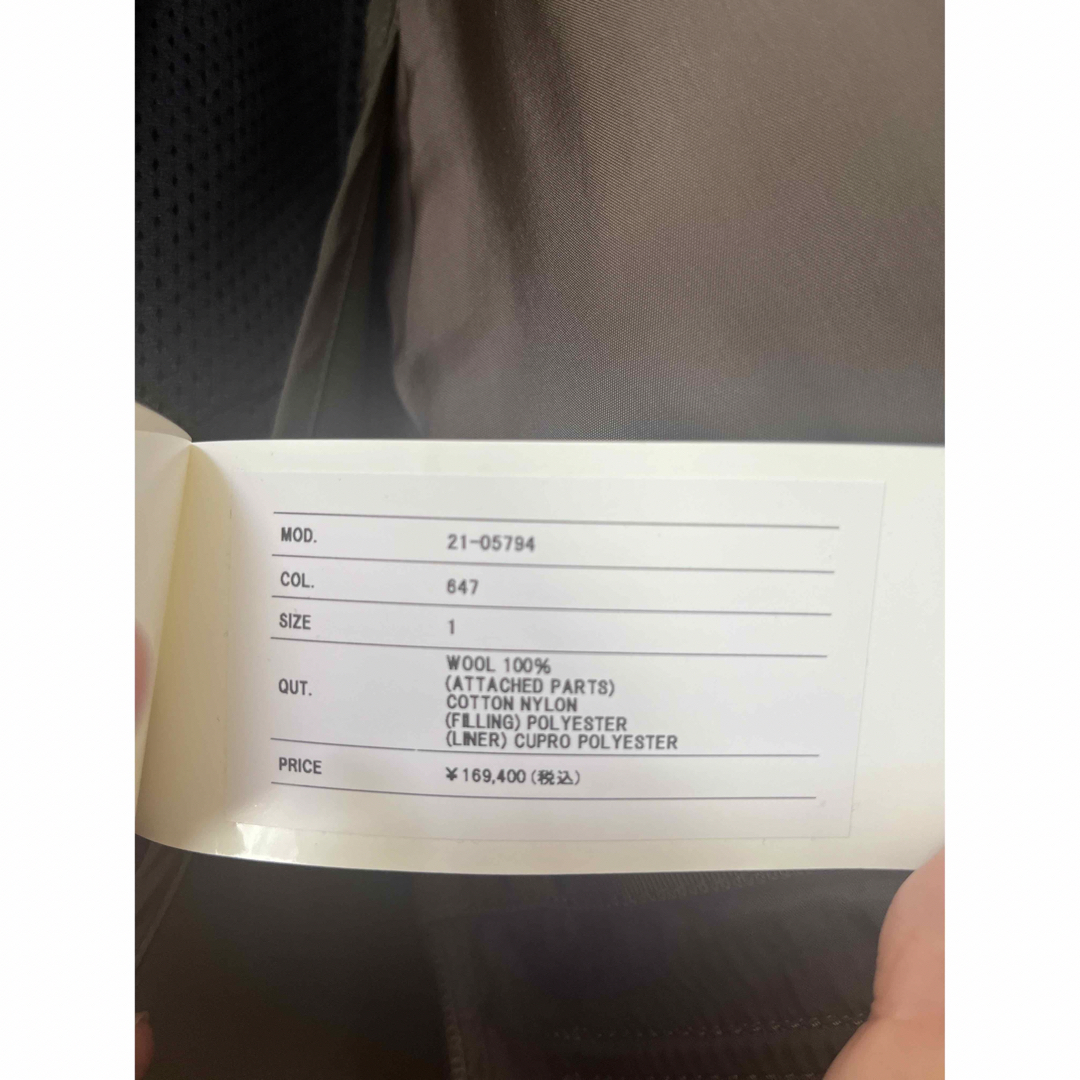 MOD. 21-05794
COL. 647
SIZE 1
QUT. WOOL 100%
(ATTACHED PARTS)
COTTON NYLON
(FILLING) POLYESTER
(LINER) CUPRO POLYESTER
PRICE ¥169,400(税込)